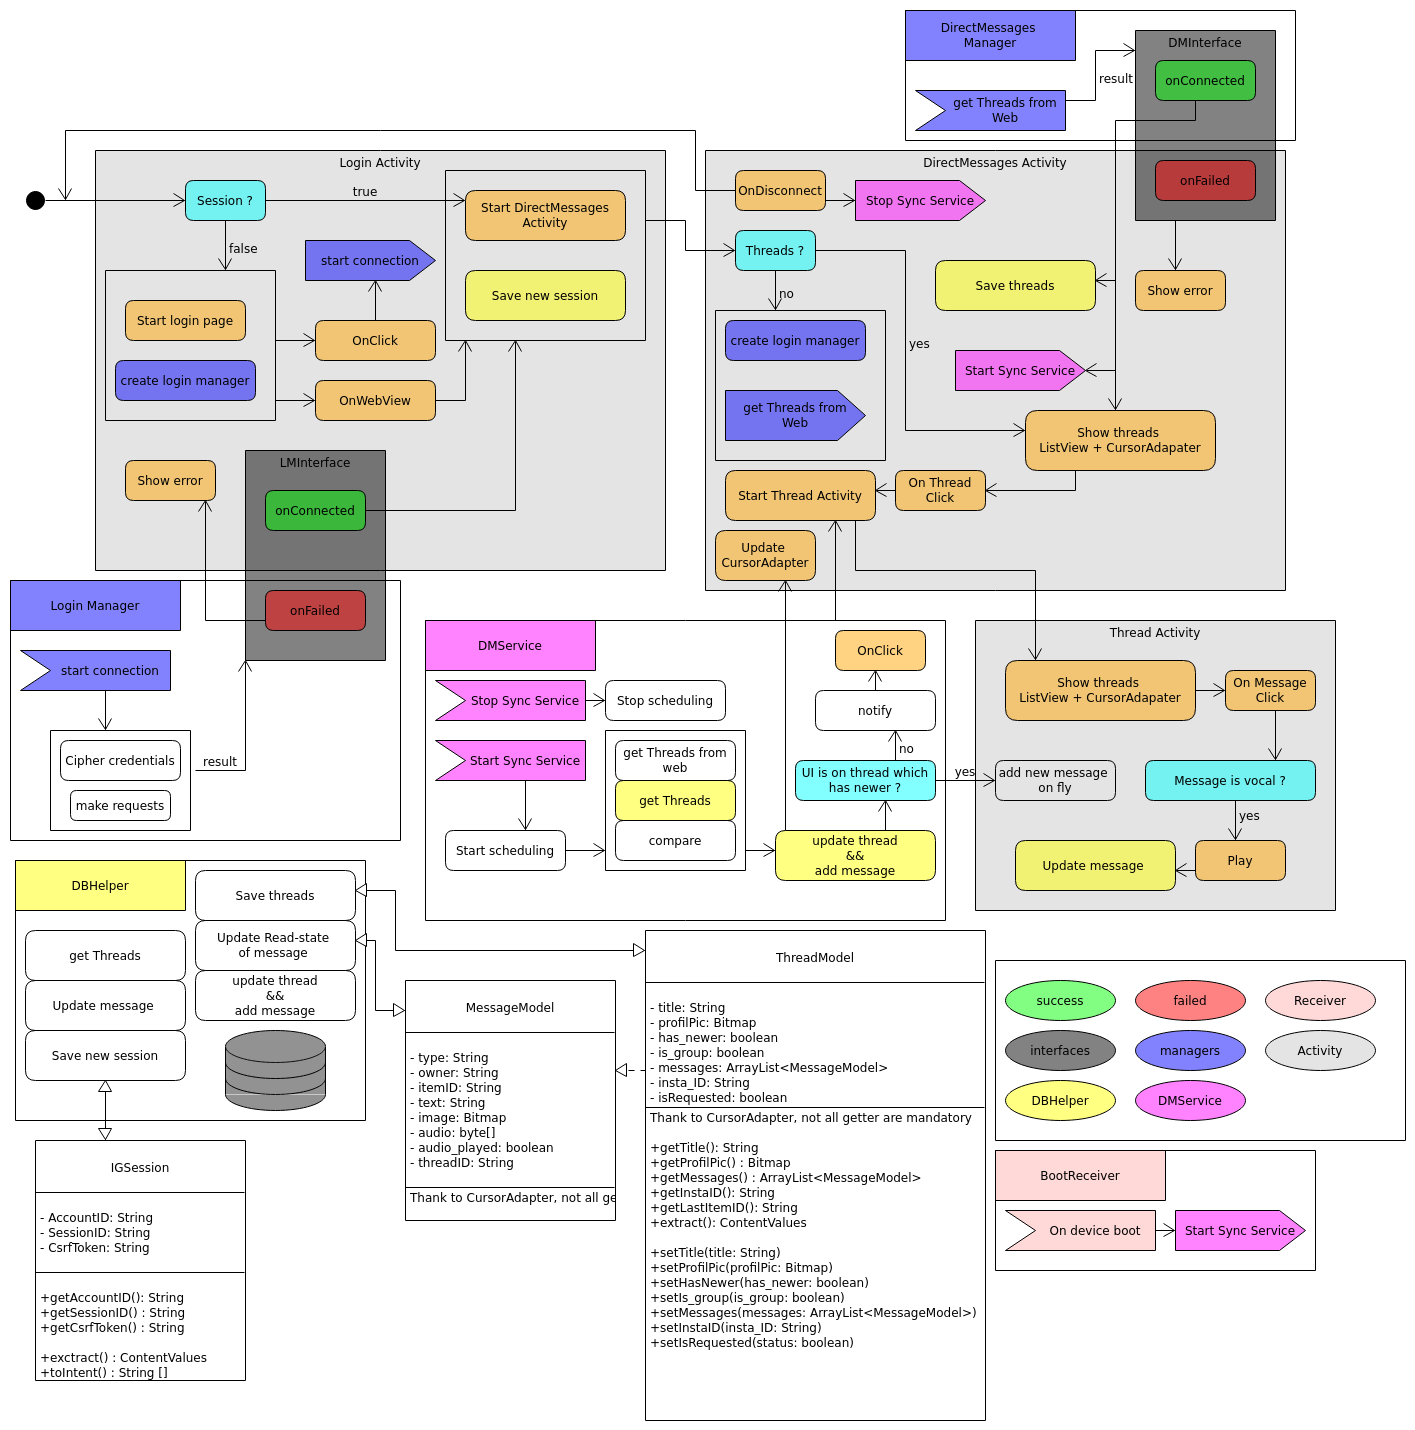 DirectMessages
Manager
get Threads from
Web
result
DMInterface
onConnected
onFailed
Login Activity
Session ?
true
false
Start DirectMessages
Activity
Save new session
start connection
Start login page
create login manager
OnClick
OnWebView
Show error
LMInterface
onConnected
onFailed
DirectMessages Activity
OnDisconnect
Stop Sync Service
Threads ?
no
yes
Save threads
Show error
create login manager
get Threads from
Web
Start Sync Service
Show threads
ListView + CursorAdapater
On Thread
Click
Start Thread Activity
Update
CursorAdapter
Login Manager
start connection
Cipher credentials
make requests
result
DMService
Stop Sync Service
Stop scheduling
Start Sync Service
Start scheduling
get Threads from
web
get Threads
compare
OnClick
notify
no
UI is on thread which
has newer ?
yes
update thread
&&
add message
Thread Activity
Show threads
ListView + CursorAdapater
On Message
Click
add new message
on fly
Message is vocal ?
yes
Play
Update message
DBHelper
get Threads
Update message
Save new session
Save threads
Update Read-state
of message
update thread
&&
add message
IGSession
- AccountID: String
- SessionID: String
- CsrfToken: String
+getAccountID(): String
+getSessionID() : String
+getCsrfToken() : String
+exctract() : ContentValues
+toIntent() : String []
MessageModel
- type: String
- owner: String
- itemID: String
- text: String
- image: Bitmap
- audio: byte[]
- audio_played: boolean
- threadID: String
Thank to CursorAdapter, not all ge
ThreadModel
- title: String
- profilPic: Bitmap
- has_newer: boolean
- is_group: boolean
- messages: ArrayList<MessageModel>
- insta_ID: String
- isRequested: boolean
Thank to CursorAdapter, not all getter are mandatory
+getTitle(): String
+getProfilPic() : Bitmap
+getMessages() : ArrayList<MessageModel>
+getInstaID(): String
+getLastItemID(): String
+extract(): ContentValues
+setTitle(title: String)
+setProfilPic(profilPic: Bitmap)
+setHasNewer(has_newer: boolean)
+setIs_group(is_group: boolean)
+setMessages(messages: ArrayList<MessageModel>)
+setInstaID(insta_ID: String)
+setIsRequested(status: boolean)
success
failed
Receiver
interfaces
managers
Activity
DBHelper
DMService
BootReceiver
On device boot
Start Sync Service